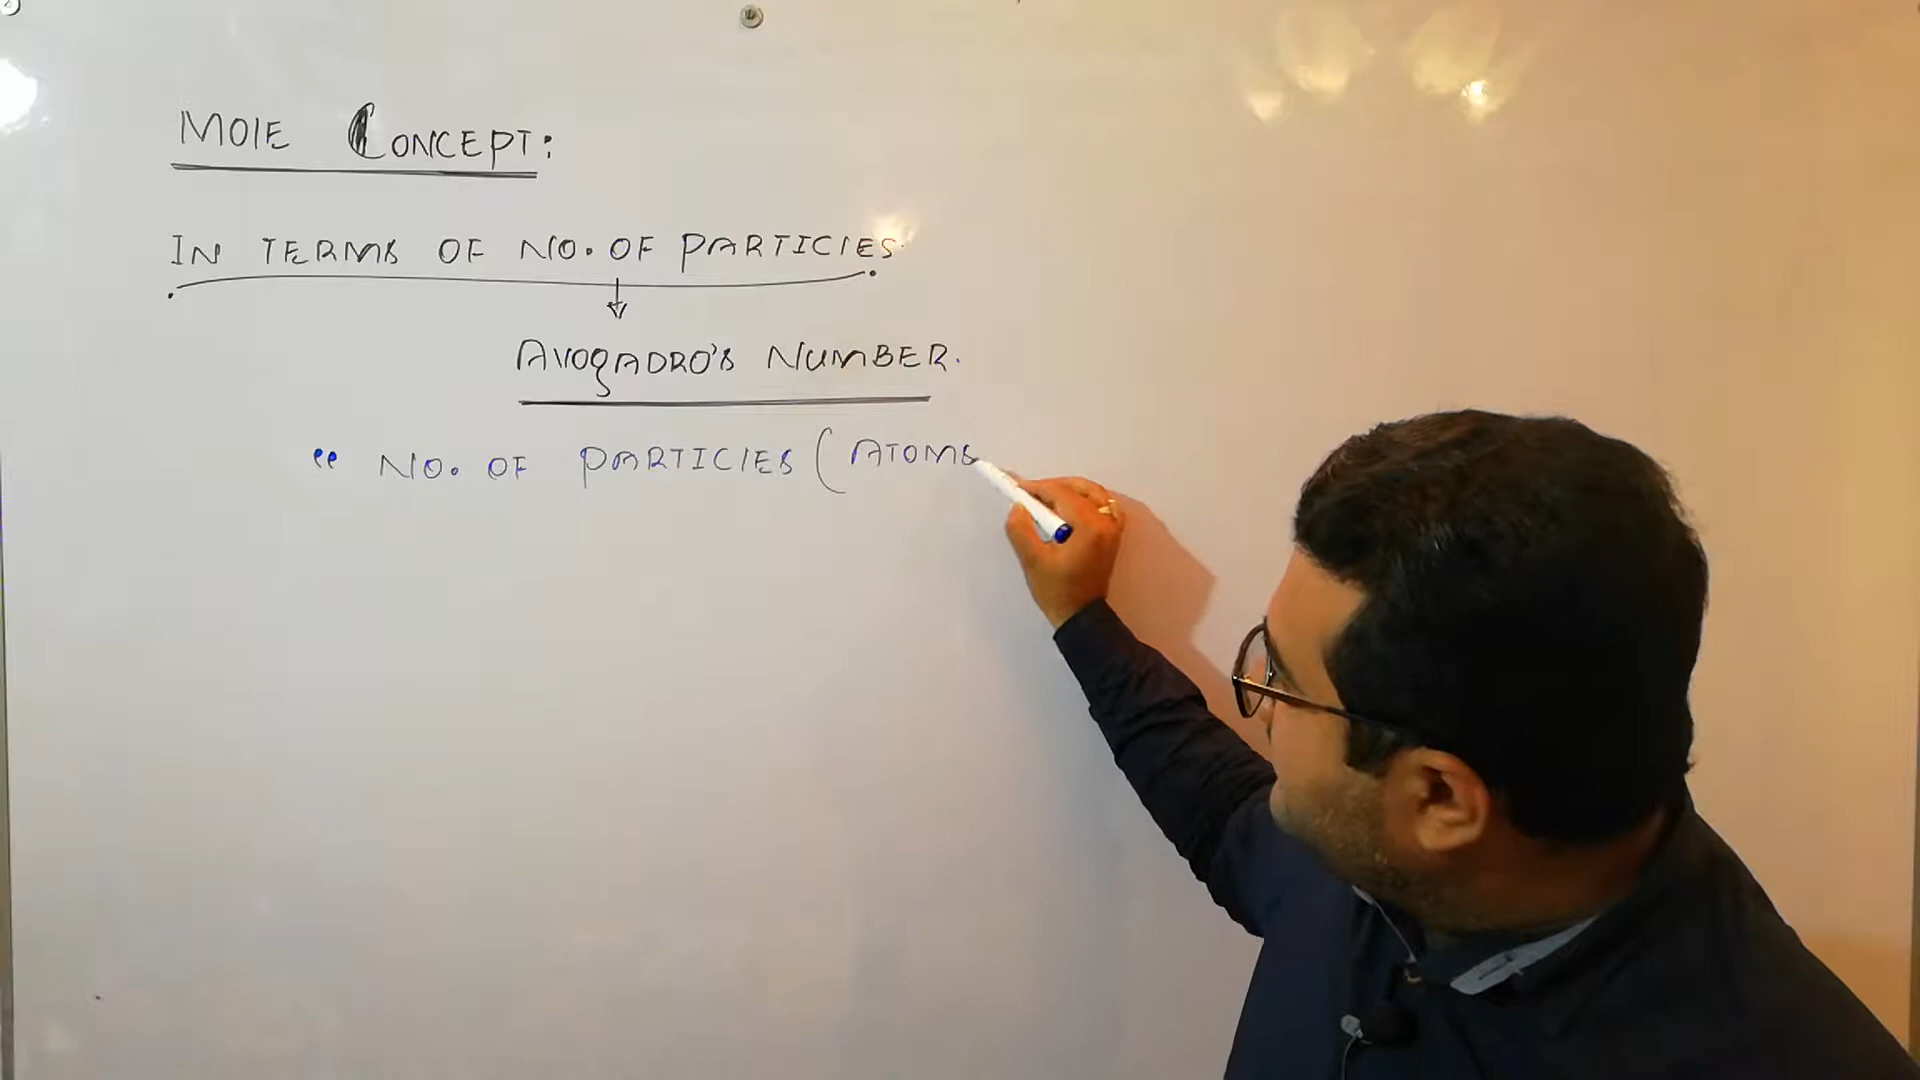 MOlE CONCEPT:
IN TERMS OF NO. OF PARTIClES.
AVOgADRO'S NUMBER.
“ NO. OF PARTIClES (ATOMS